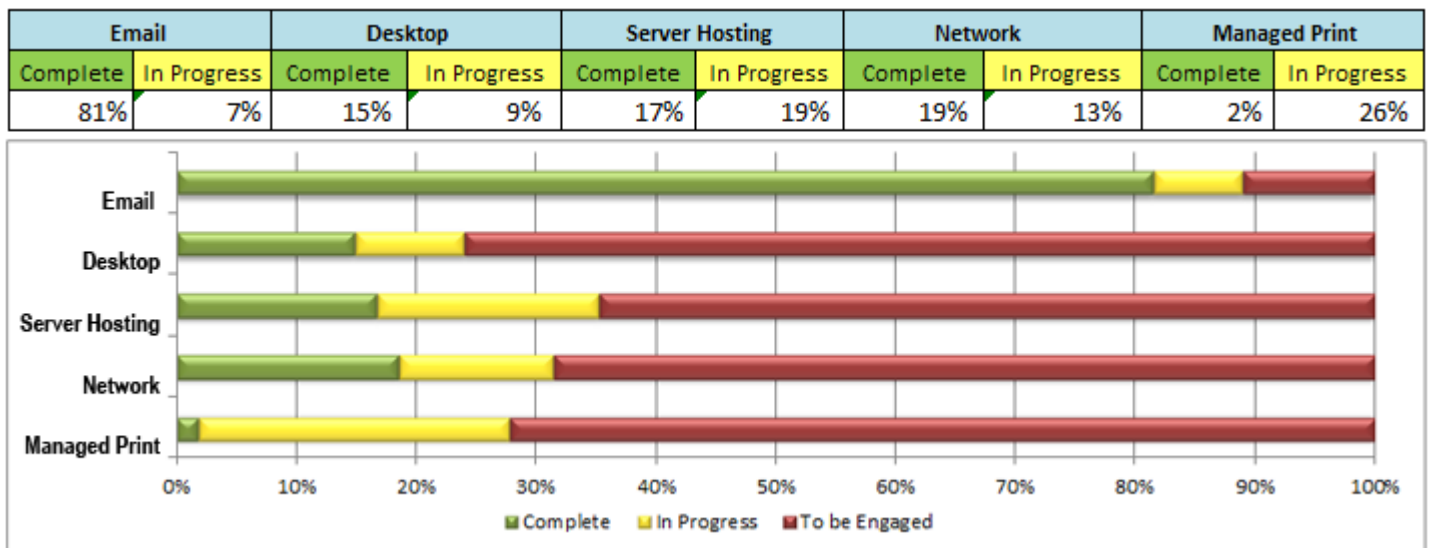 Email Desktop Server Hosting Network Managed Print
Complete In Progress Complete In Progress Complete In Progress Complete In Progress Complete In Progress
81% 7% 15% 9% 17% 19% 19% 13% 2% 26%
Email
Desktop
Server Hosting
Network
Managed Print
0% 10% 20% 30% 40% 50% 60% 70% 80% 90% 100%
Complete In Progress To be Engaged